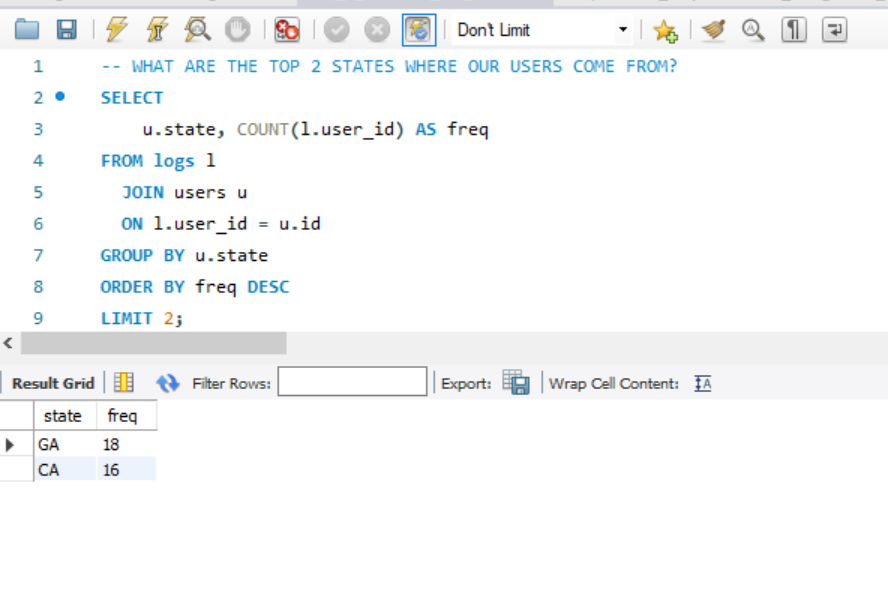 Don't Limit
1 -- WHAT ARE THE TOP 2 STATES WHERE OUR USERS COME FROM?
2 SELECT
3 u.state, COUNT(l.user_id) AS freq
4 FROM logs l
5 JOIN users u
6 ON l.user_id = u.id
7 GROUP BY u.state
8 ORDER BY freq DESC
9 LIMIT 2;
Result Grid Filter Rows: Export: Wrap Cell Content: IA
state freq
GA 18
CA 16